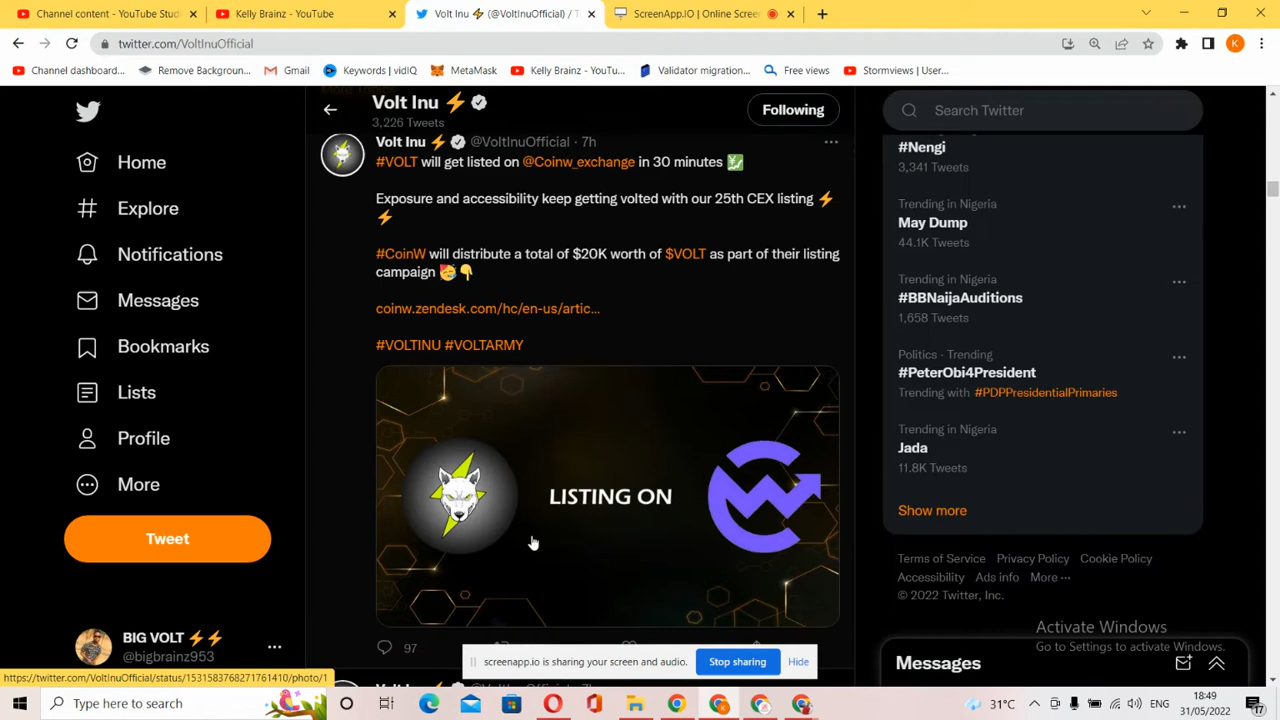 Channel content - YouTube Stud
Kelly Brainz - YouTube
Volt Inu ⚡ (@VoltInuOfficial) / T
ScreenApp.IO | Online Scree
twitter.com/VoltInuOfficial
K
Channel dashboard...
Remove Backgroun...
Gmail
Keywords | vidIQ
MetaMask
Kelly Brainz - YouTu...
Validator migration...
Free views
Stormviews | User...
Home
Explore
Notifications
Messages
Bookmarks
Lists
Profile
More
Tweet
BIG VOLT ⚡⚡
@bigbrainz953
Volt Inu ⚡
3,226 Tweets
Following
Volt Inu ⚡ @VoltInuOfficial · 7h
#VOLT will get listed on @Coinw_exchange in 30 minutes 💹
Exposure and accessibility keep getting volted with our 25th CEX listing ⚡
⚡
#CoinW will distribute a total of $20K worth of $VOLT as part of their listing
campaign 🥳👇
coinw.zendesk.com/hc/en-us/artic...
#VOLTINU #VOLTARMY
LISTING ON
97
screenapp.io is sharing your screen and audio.
Stop sharing
Hide
Search Twitter
#Nengi
3,341 Tweets
Trending in Nigeria
May Dump
44.1K Tweets
Trending in Nigeria
#BBNaijaAuditions
1,658 Tweets
Politics · Trending
#PeterObi4President
Trending with #PDPPresidentialPrimaries
Trending in Nigeria
Jada
11.8K Tweets
Show more
Terms of Service Privacy Policy Cookie Policy
Accessibility Ads info More ···
© 2022 Twitter, Inc.
Activate Windows
Go to Settings to activate Windows.
Messages
https://twitter.com/VoltInuOfficial/status/1531583768271761410/photo/1
Type here to search
31°C
ENG
18:49
31/05/2022
17